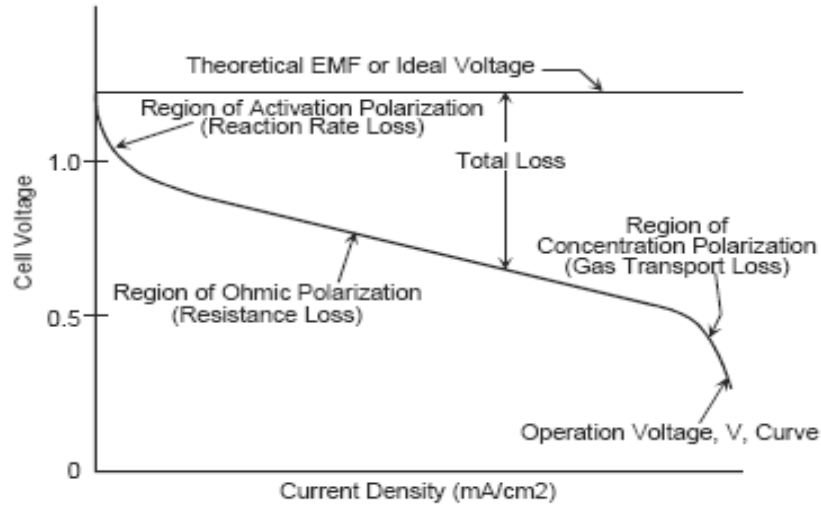 Theoretical EMF or Ideal Voltage
Region of Activation Polarization
(Reaction Rate Loss)
Total Loss
1.0
Cell Voltage
Region of
Concentration Polarization
(Gas Transport Loss)
Region of Ohmic Polarization
(Resistance Loss)
0.5
Operation Voltage, V, Curve
0
Current Density (mA/cm2)